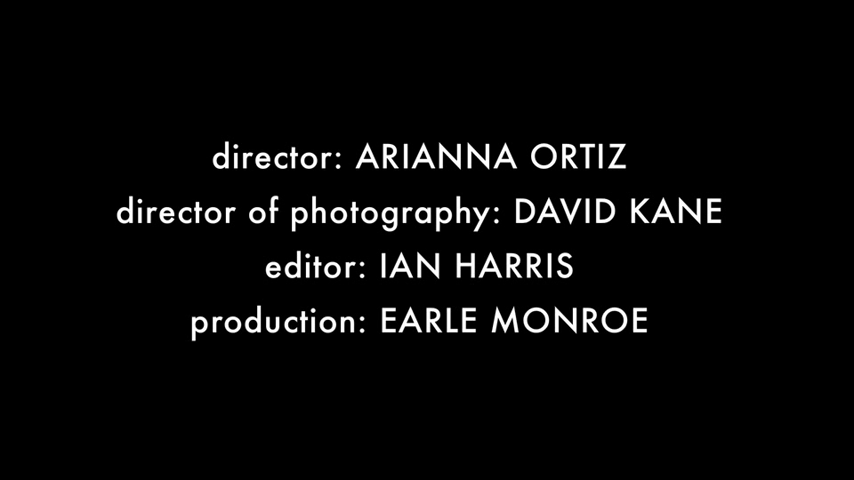 director: ARIANNA ORTIZ
director of photography: DAVID KANE
editor: IAN HARRIS
production: EARLE MONROE